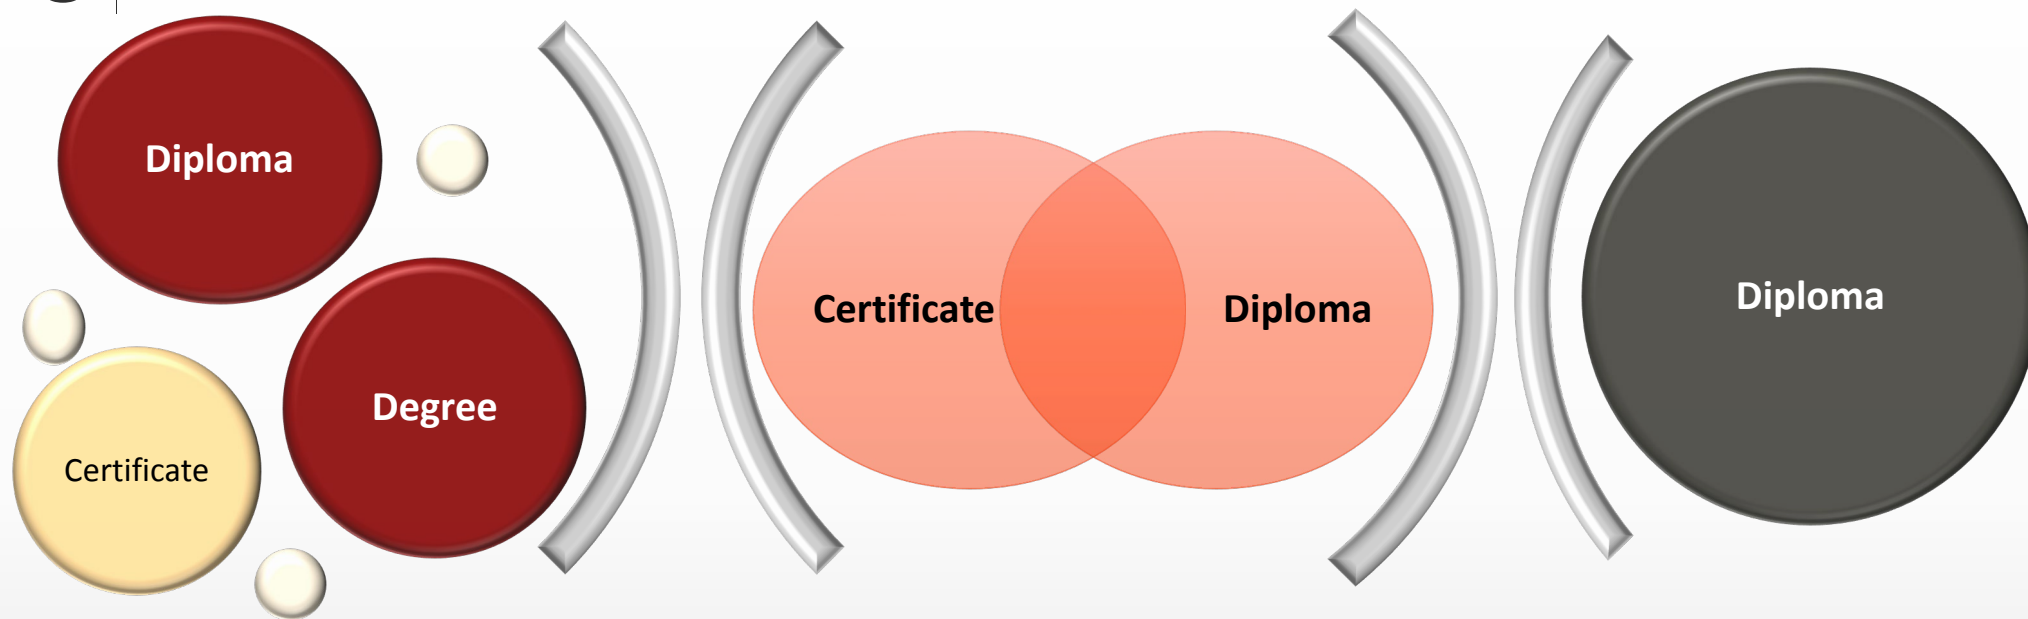 Diploma
Degree
Certificate
Certificate
Diploma
Diploma